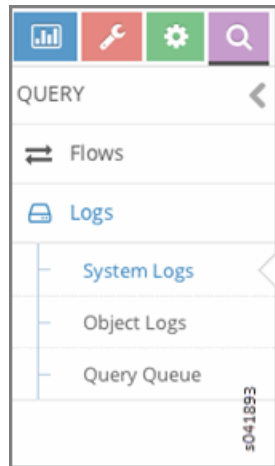 QUERY
Flows
Logs
System Logs
Object Logs
Query Queue
s041893